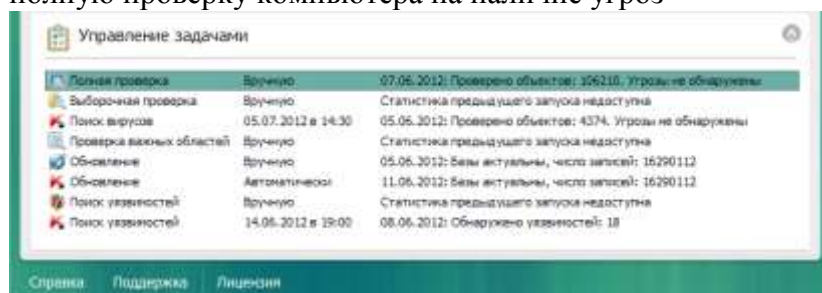 полную проверку компьютера на наличие угроз
Управление задачами
Полная проверка Вручную 07.06.2012: Проверено объектов: 106210. Угрозы не обнаружены
Выборочная проверка Вручную Статистика предыдущего запуска недоступна
Поиск вирусов 05.07.2012 в 14:30 05.06.2012: Проверено объектов: 4374. Угрозы не обнаружены
Проверка важных областей Вручную Статистика предыдущего запуска недоступна
Обновление Вручную 05.06.2012: Базы актуальны, число записей: 16290112
Обновление Автоматически 11.06.2012: Базы актуальны, число записей: 16290112
Поиск уязвимостей Вручную Статистика предыдущего запуска недоступна
Поиск уязвимостей 14.06.2012 в 19:00 08.06.2012: Обнаружено уязвимостей: 18
Справка Поддержка Лицензия